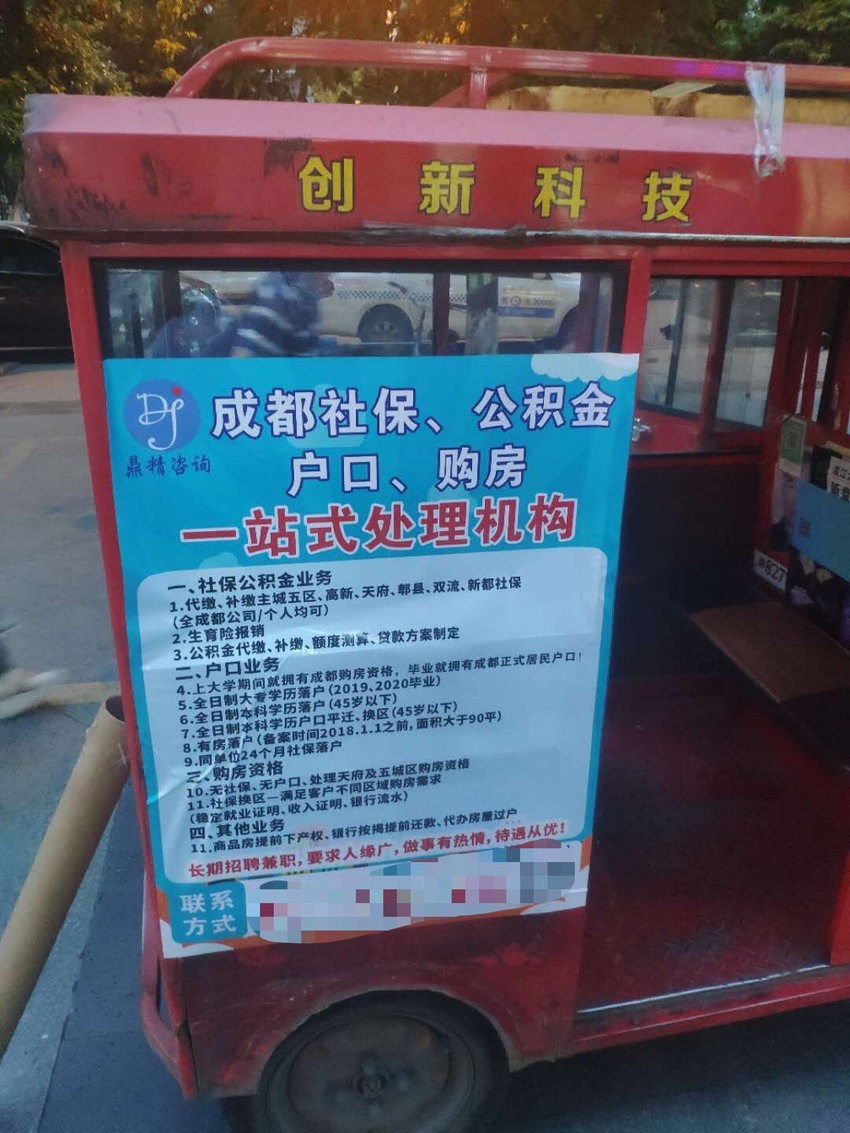 创新科技
DJ
鼎精咨询
成都社保、公积金
户口、购房
一站式处理机构
一、社保公积金业务
1.代缴、补缴主城五区、高新、天府、郫县、双流、新都社保
(全成都公司/个人均可)
2.生育险报销
3.公积金代缴、补缴、额度测算、贷款方案制定
二、户口业务
4.上大学期间就拥有成都购房资格，毕业就拥有成都正式居民户口！
5.全日制大专学历落户(2019、2020毕业)
6.全日制本科学历落户(45岁以下)
7.全日制本科学历户口平迁、换区(45岁以下)
8.有房落户(备案时间2018.1.1之前,面积大于90平)
9.同单位24个月社保落户
三、购房资格
10.无社保、无户口、处理天府及五城区购房资格
11.社保换区—满足客户不同区域购房需求
(稳定就业证明、收入证明、银行流水)
四、其他业务
11.商品房提前下产权、银行按揭提前还款、代办房屋过户
长期招聘兼职,要求人缘广,做事有热情,待遇从优!
联系
方式
827